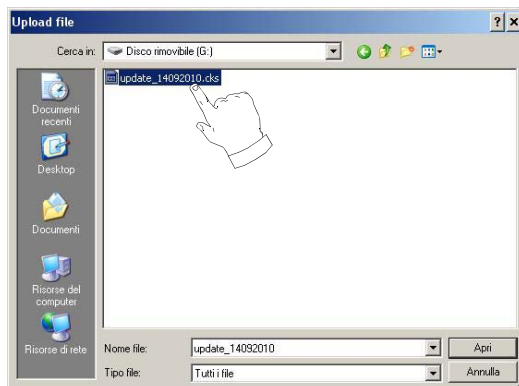 Upload file
Cerca in:
Disco rimovibile (G:)
update_14092010.cks
Documenti
recenti
Desktop
Documenti
Risorse del
computer
Risorse di rete
Nome file:
update_14092010
Apri
Tipo file:
Tutti i file
Annulla